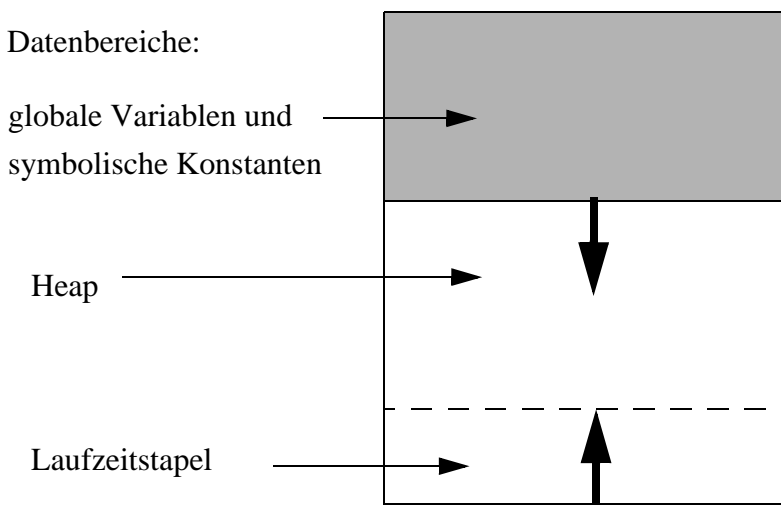 Datenbereiche:
globale Variablen und
symbolische Konstanten
Heap
Laufzeitstapel